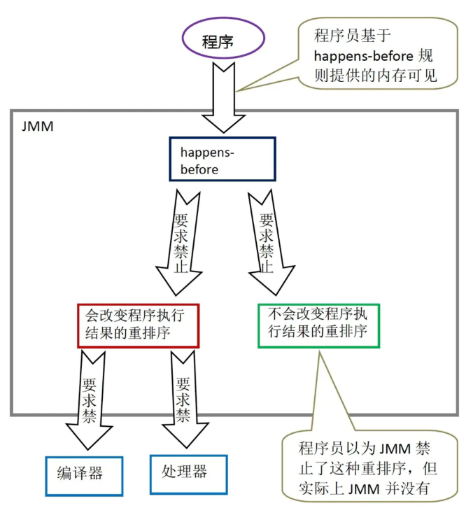 程序
程序员基于
happens-before 规
则提供的内存可见
JMM
happens-
before
要求禁止
要求禁止
会改变程序执行
结果的重排序
不会改变程序执
行结果的重排序
要求禁
要求禁
编译器
处理器
程序员以为 JMM 禁
止了这种重排序，但
实际上 JMM 并没有